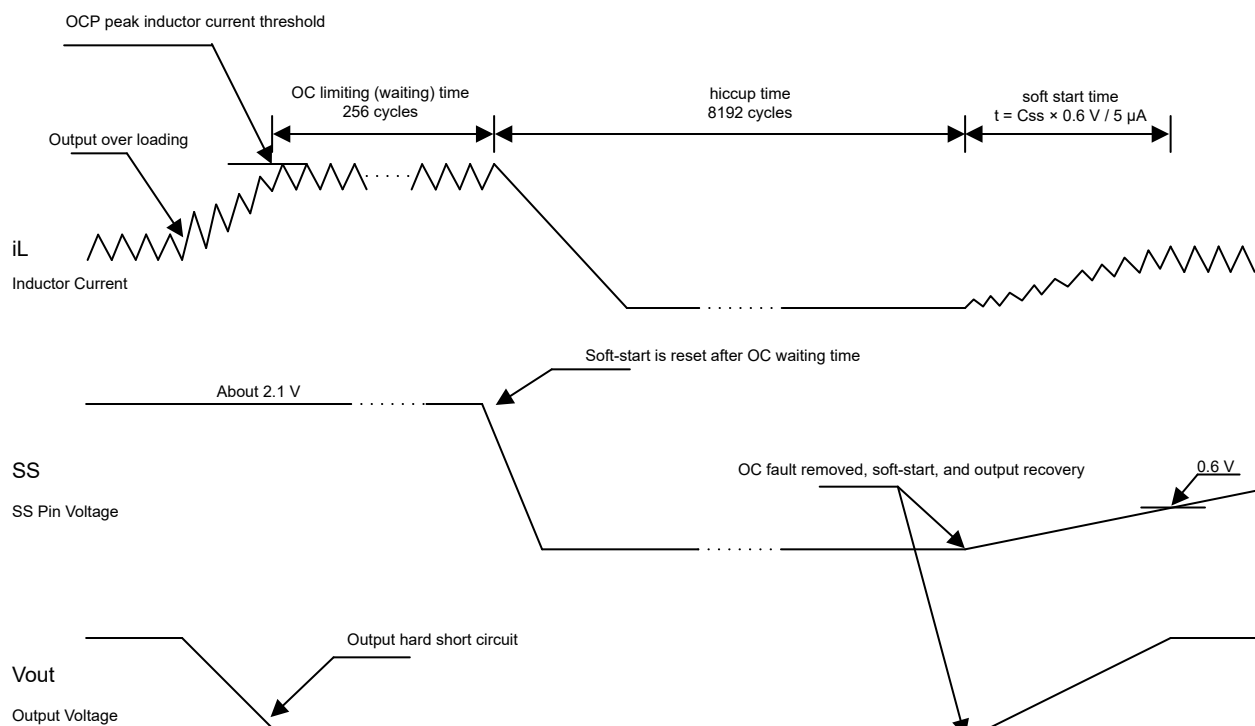 OCP peak inductor current threshold
OC limiting (waiting) time
256 cycles
hiccup time
8192 cycles
soft start time
t = Css × 0.6 V / 5 µA
Output over loading
iL
Inductor Current
Soft-start is reset after OC waiting time
About 2.1 V
SS
SS Pin Voltage
OC fault removed, soft-start, and output recovery
0.6 V
Output hard short circuit
Vout
Output Voltage